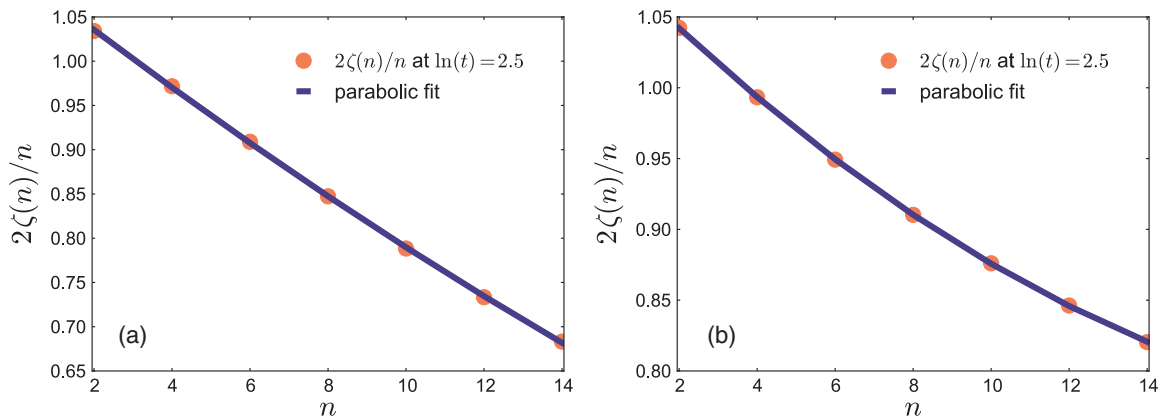 1.05
1.00
0.95
0.90
0.85
0.80
0.75
0.70
0.65
2ζ(n)/n
2ζ(n)/n at ln(t) = 2.5
parabolic fit
(a)
2 4 6 8 10 12 14
n
1.05
1.00
0.95
0.90
0.85
0.80
2ζ(n)/n
2ζ(n)/n at ln(t) = 2.5
parabolic fit
(b)
2 4 6 8 10 12 14
n